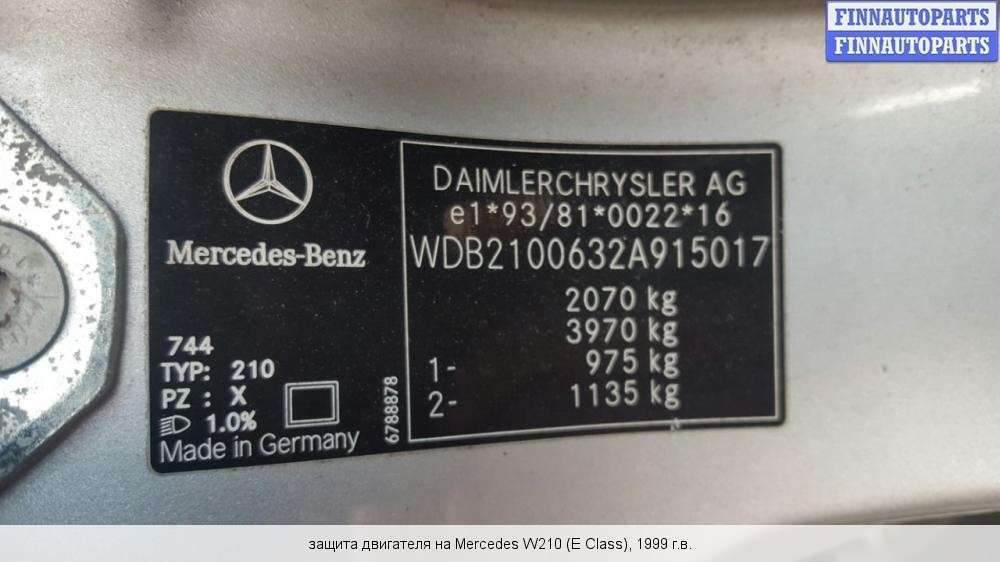 FINNAUTOPARTS
FINNAUTOPARTS
Mercedes-Benz
744
TYP: 210
PZ : X
1.0%
Made in Germany
6788878
DAIMLERCHRYSLER AG
e1*93/81*0022*16
WDB2100632A915017
2070 kg
3970 kg
1- 975 kg
2- 1135 kg
защита двигателя на Mercedes W210 (E Class), 1999 г.в.